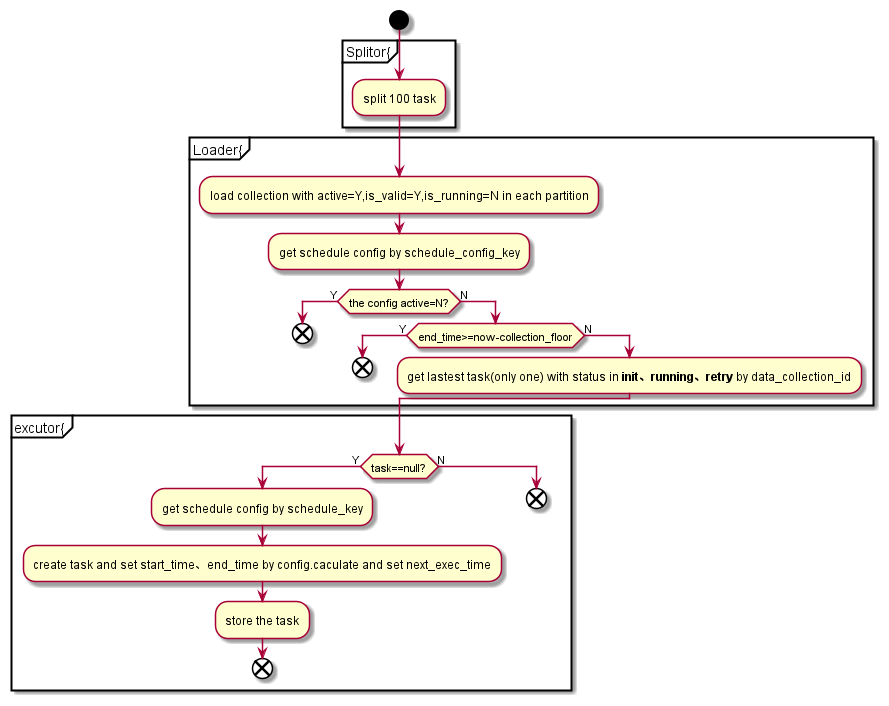 Splitor{
split 100 task
Loader{
load collection with active=Y,is_valid=Y,is_running=N in each partition
get schedule config by schedule_config_key
Y
the config active=N?
N
Y
end_time>=now-collection_floor
N
get lastest task(only one) with status in init、running、retry by data_collection_id
excutor{
Y
task==null?
N
get schedule config by schedule_key
create task and set start_time、end_time by config.caculate and set next_exec_time
store the task